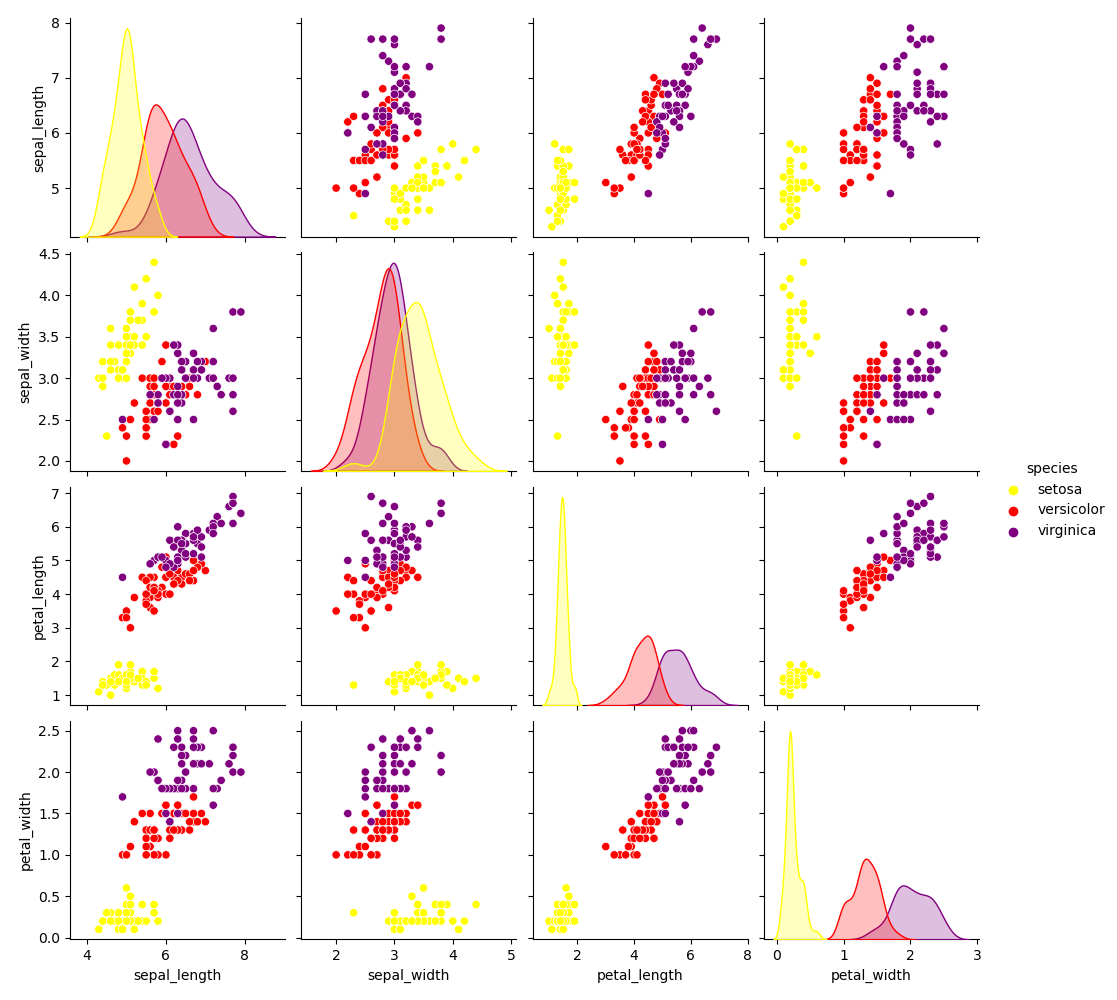 8
7
6
5
sepal_length
4.5
4.0
3.5
3.0
2.5
2.0
sepal_width
species
setosa
versicolor
virginica
7
6
5
4
3
2
1
petal_length
2.5
2.0
1.5
1.0
0.5
0.0
petal_width
4 6 8
sepal_length
2 3 4 5
sepal_width
2 4 6 8
petal_length
0 1 2 3
petal_width